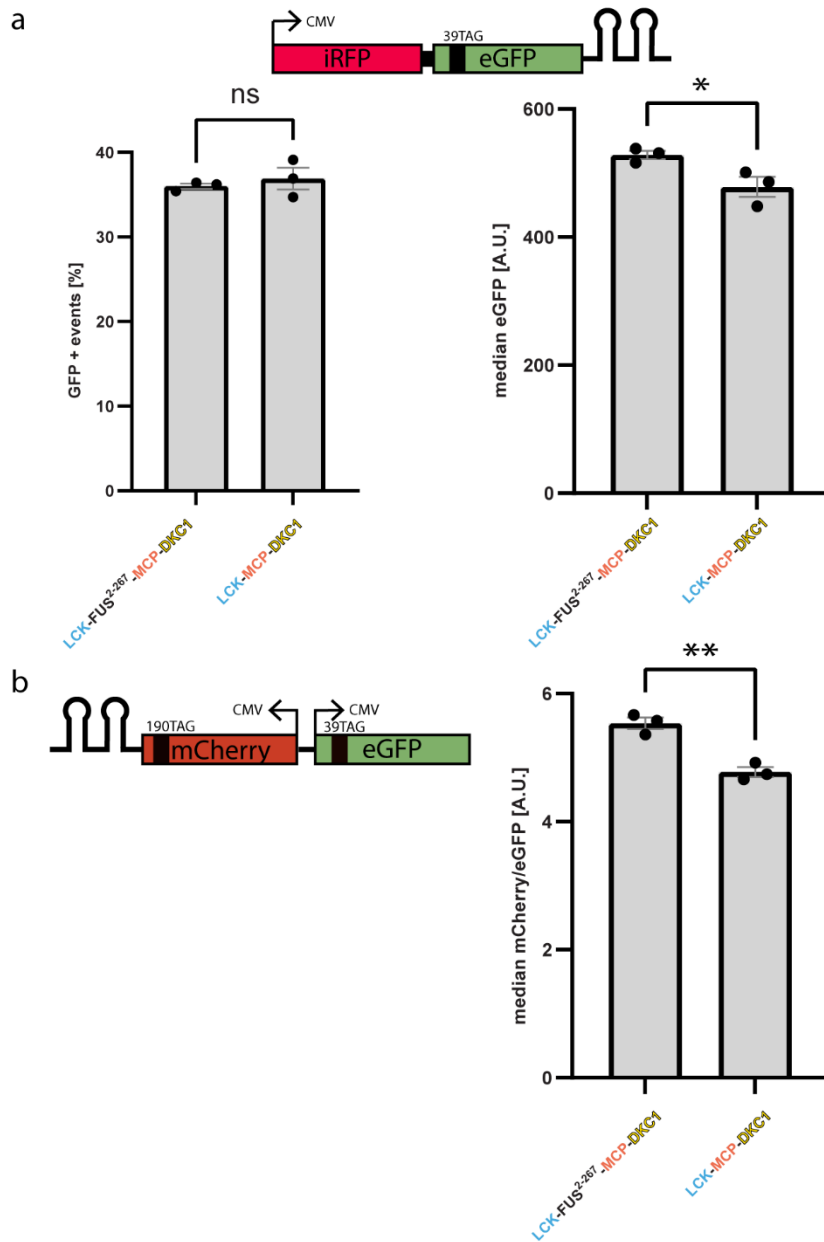 a
CMV
39TAG
iRFP
eGFP
ns
40
30
20
10
0
GFP + events [%]
LCK-FUS2-267-MCP-DKC1
LCK-MCP-DKC1
*
600
400
200
0
median eGFP [A.U.]
LCK-FUS2-267-MCP-DKC1
LCK-MCP-DKC1
b
CMV
CMV
190TAG
39TAG
mCherry
eGFP
**
6
4
2
0
median mCherry/eGFP [A.U.]
LCK-FUS2-267-MCP-DKC1
LCK-MCP-DKC1